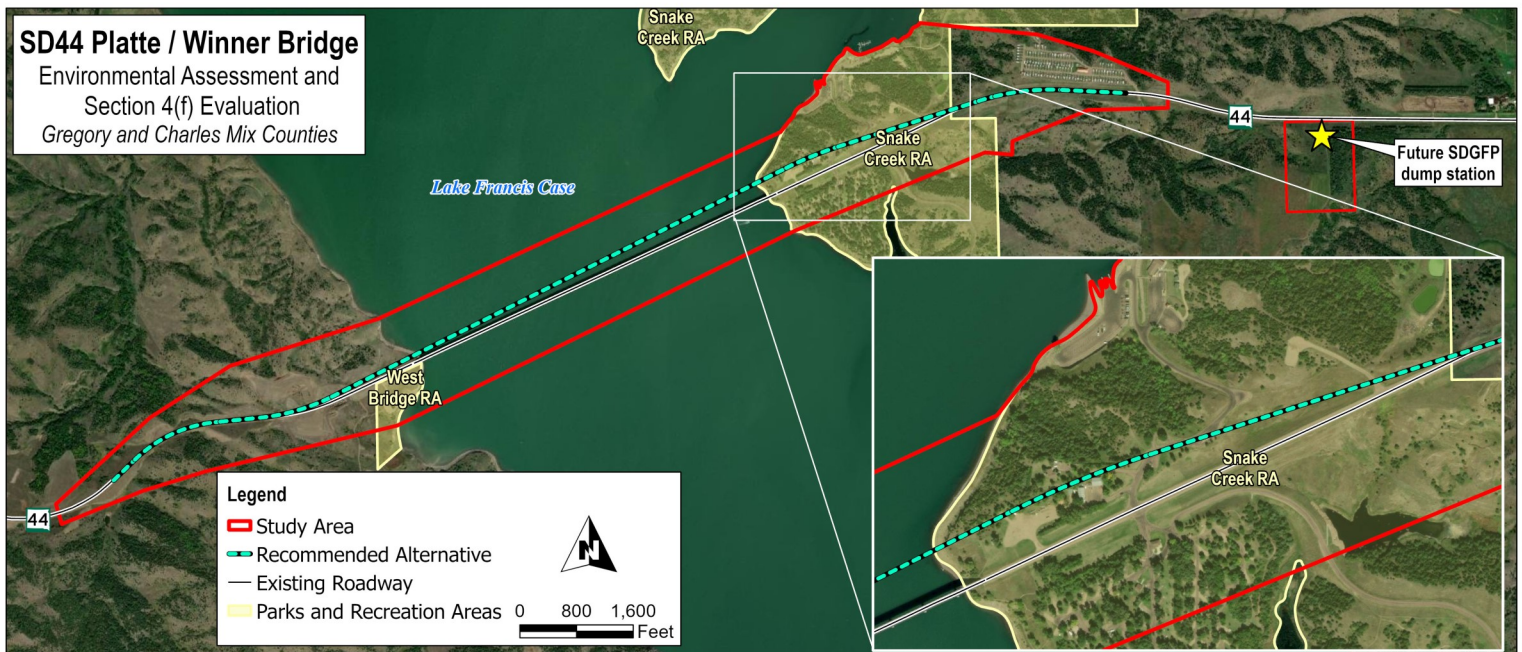 SD44 Platte / Winner Bridge
Environmental Assessment and
Section 4(f) Evaluation
Gregory and Charles Mix Counties
Snake
Creek RA
44
Snake
Creek RA
Future SDGFP
dump station
Lake Francis Case
West
Bridge RA
44
Snake
Creek RA
Legend
Study Area
Recommended Alternative
Existing Roadway
Parks and Recreation Areas
N
0 800 1,600
Feet